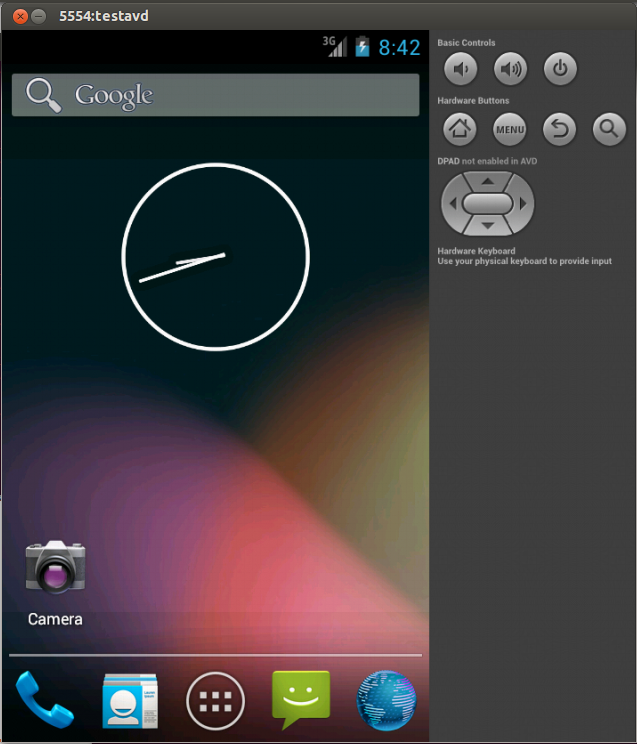 5554:testavd
3G
8:42
Google
Camera
Basic Controls
Hardware Buttons
MENU
DPAD not enabled in AVD
Hardware Keyboard
Use your physical keyboard to provide input